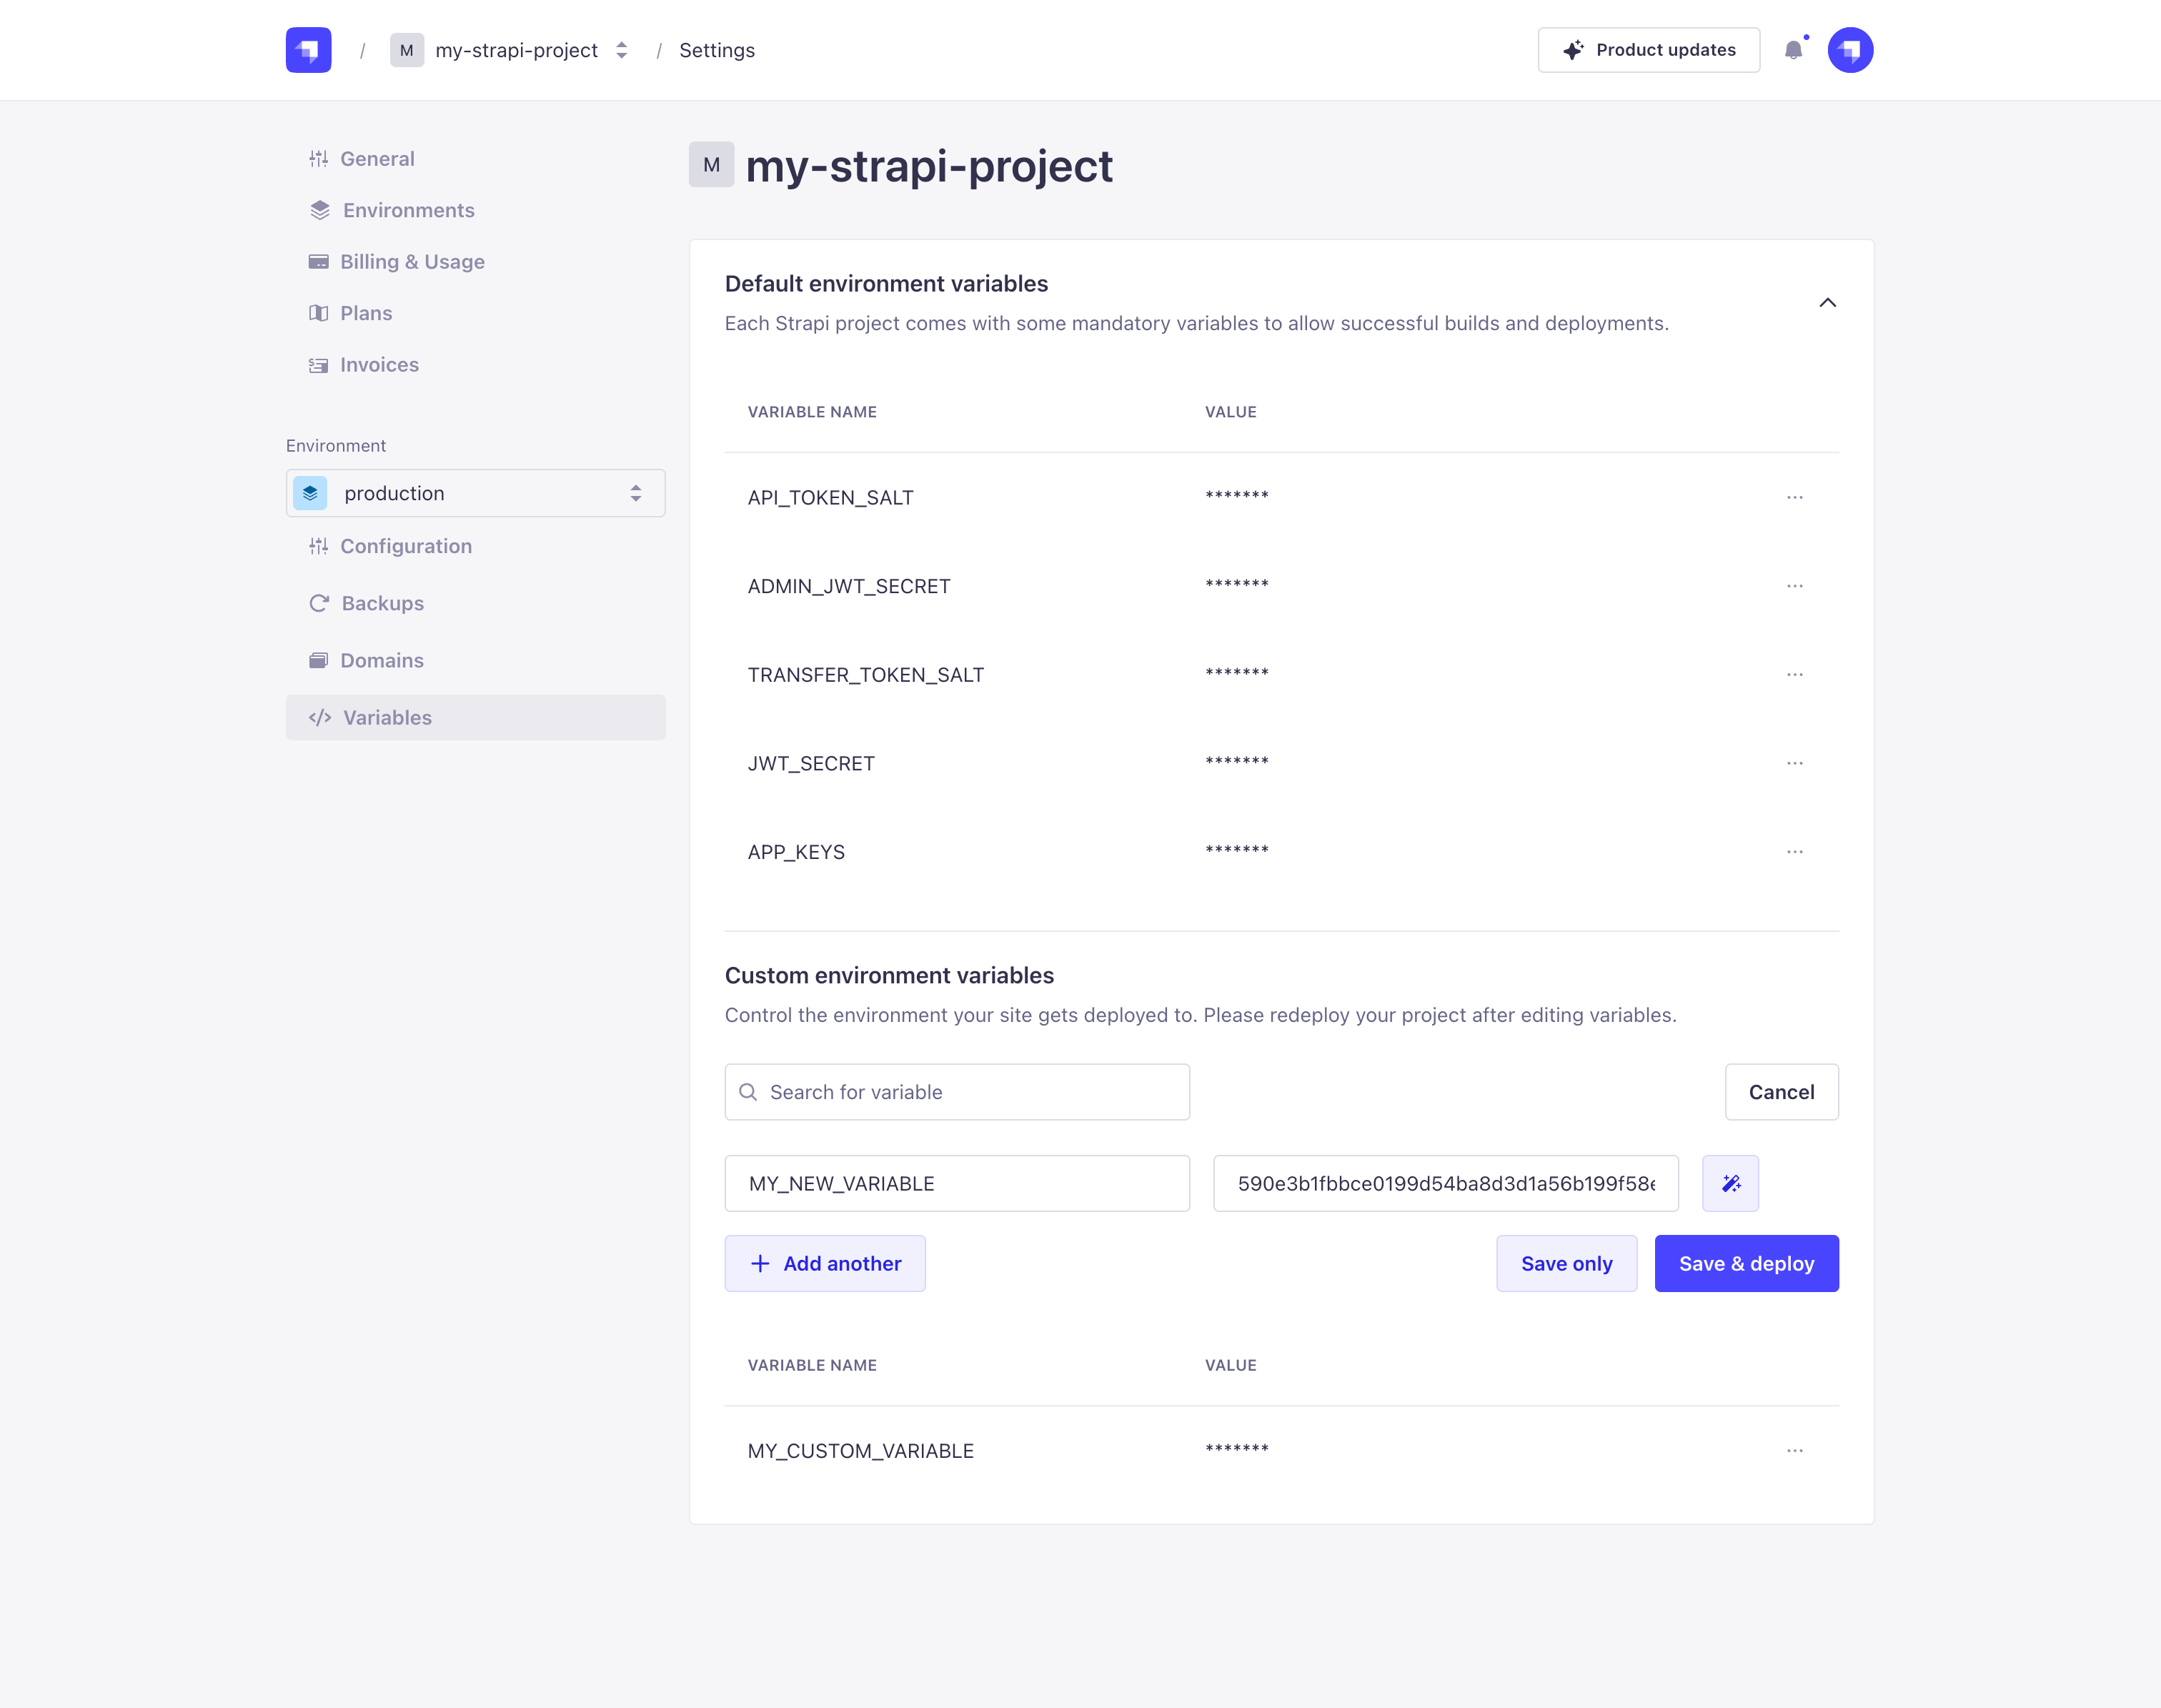 / M my-strapi-project / Settings
Product updates
General
Environments
Billing & Usage
Plans
Invoices
Environment
production
Configuration
Backups
Domains
</> Variables
M my-strapi-project
Default environment variables
Each Strapi project comes with some mandatory variables to allow successful builds and deployments.
VARIABLE NAME VALUE
API_TOKEN_SALT ******* ...
ADMIN_JWT_SECRET ******* ...
TRANSFER_TOKEN_SALT ******* ...
JWT_SECRET ******* ...
APP_KEYS ******* ...
Custom environment variables
Control the environment your site gets deployed to. Please redeploy your project after editing variables.
Search for variable
Cancel
MY_NEW_VARIABLE 590e3b1fbbce0199d54ba8d3d1a56b199f58e
+ Add another
Save only
Save & deploy
VARIABLE NAME VALUE
MY_CUSTOM_VARIABLE ******* ...